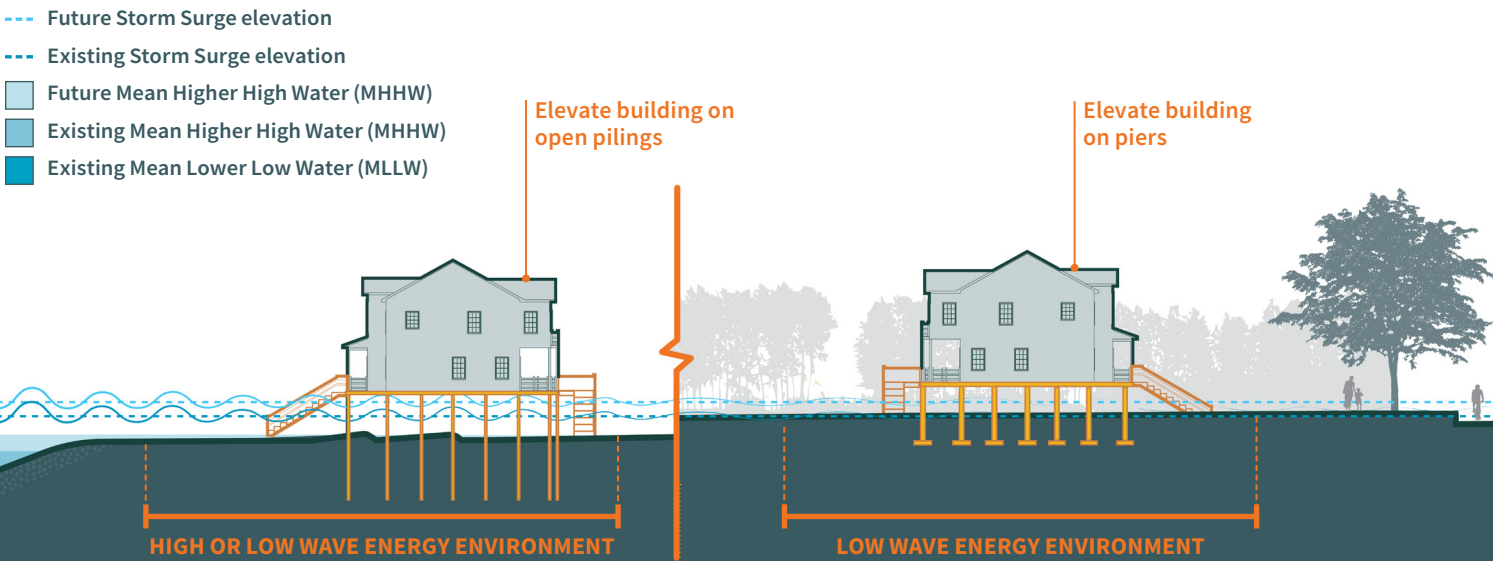 Future Storm Surge elevation
Existing Storm Surge elevation
Future Mean Higher High Water (MHHW)
Existing Mean Higher High Water (MHHW)
Existing Mean Lower Low Water (MLLW)
Elevate building on
open pilings
Elevate building
on piers
HIGH OR LOW WAVE ENERGY ENVIRONMENT
LOW WAVE ENERGY ENVIRONMENT